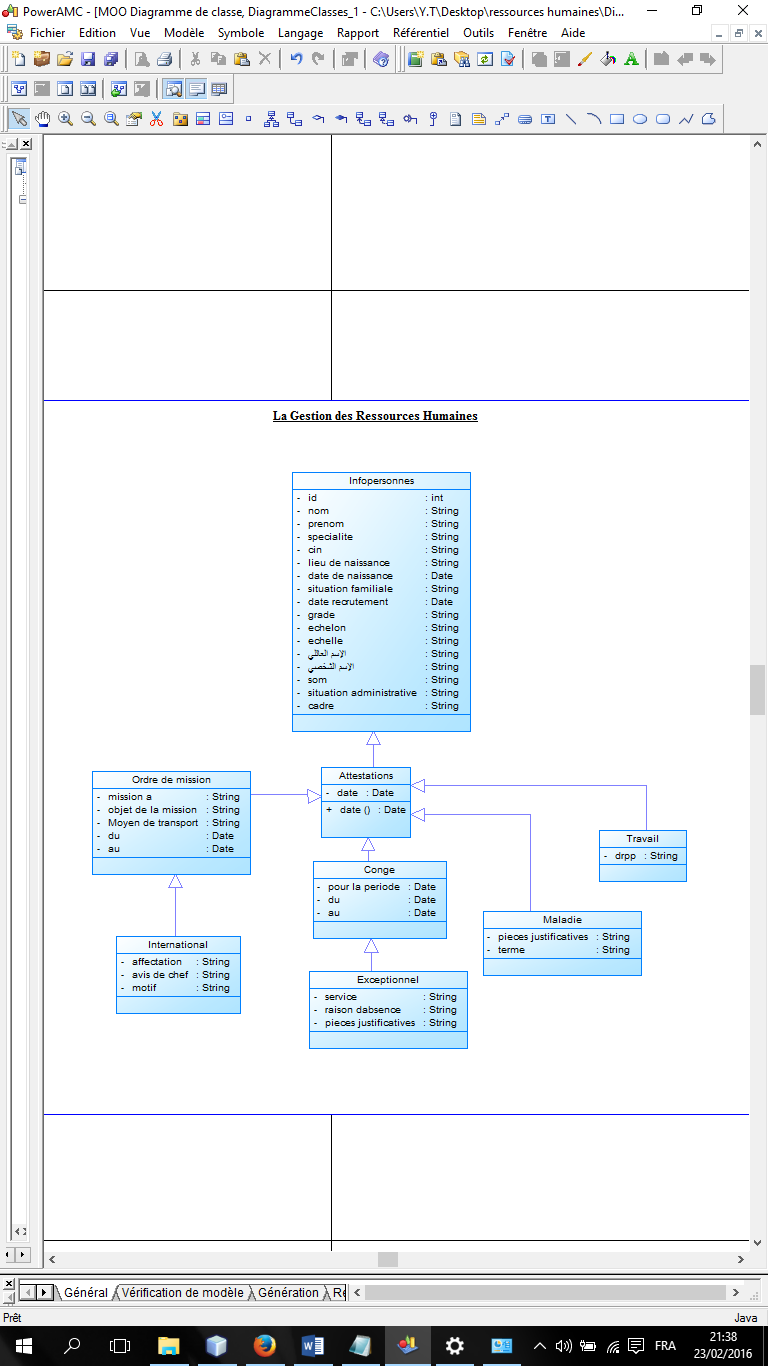 PowerAMC - [MOO Diagramme de classe, DiagrammeClasses_1 - C:\Users\Y.T\Desktop\ressources humaines\Di...
Fichier Edition Vue Modèle Symbole Langage Rapport Référentiel Outils Fenêtre Aide
La Gestion des Ressources Humaines
Infopersonnes
- id : int
- nom : String
- prenom : String
- specialite : String
- cin : String
- lieu de naissance : String
- date de naissance : Date
- situation familiale : String
- date recrutement : Date
- grade : String
- echelon : String
- echelle : String
- الإسم العائلي : String
- الإسم الشخصي : String
- som : String
- situation administrative : String
- cadre : String
Ordre de mission
- mission a : String
- objet de la mission : String
- Moyen de transport : String
- du : Date
- au : Date
Attestations
- date : Date
+ date () : Date
Travail
- drpp : String
Conge
- pour la periode : Date
- du : Date
- au : Date
Maladie
- pieces justificatives : String
- terme : String
International
- affectation : String
- avis de chef : String
- motif : String
Exceptionnel
- service : String
- raison dabsence : String
- pieces justificatives : String
Général Vérification de modèle Génération Re
Prêt Java
FRA 21:38
23/02/2016